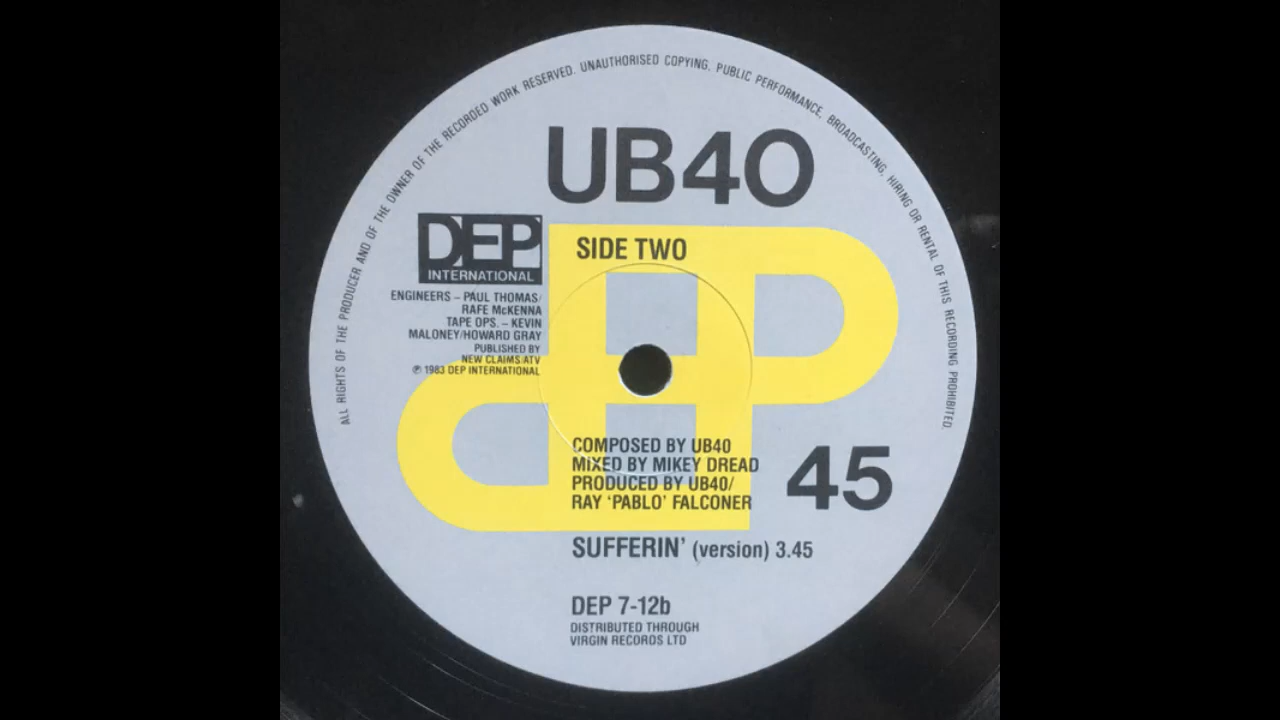 ALL RIGHTS OF THE PRODUCER AND OF THE OWNER OF THE RECORDED WORK RESERVED. UNAUTHORISED COPYING, PUBLIC PERFORMANCE, BROADCASTING, HIRING OR RENTAL OF THIS RECORDING PROHIBITED.
UB40
DEP
INTERNATIONAL
SIDE TWO
ENGINEERS – PAUL THOMAS/
RAFE McKENNA
TAPE OPS. – KEVIN
MALONEY/HOWARD GRAY
PUBLISHED BY
NEW CLAIMS/ATV
℗ 1983 DEP INTERNATIONAL
COMPOSED BY UB40
MIXED BY MIKEY DREAD
PRODUCED BY UB40/
RAY ‘PABLO’ FALCONER
45
SUFFERIN’ (version) 3.45
DEP 7-12b
DISTRIBUTED THROUGH
VIRGIN RECORDS LTD